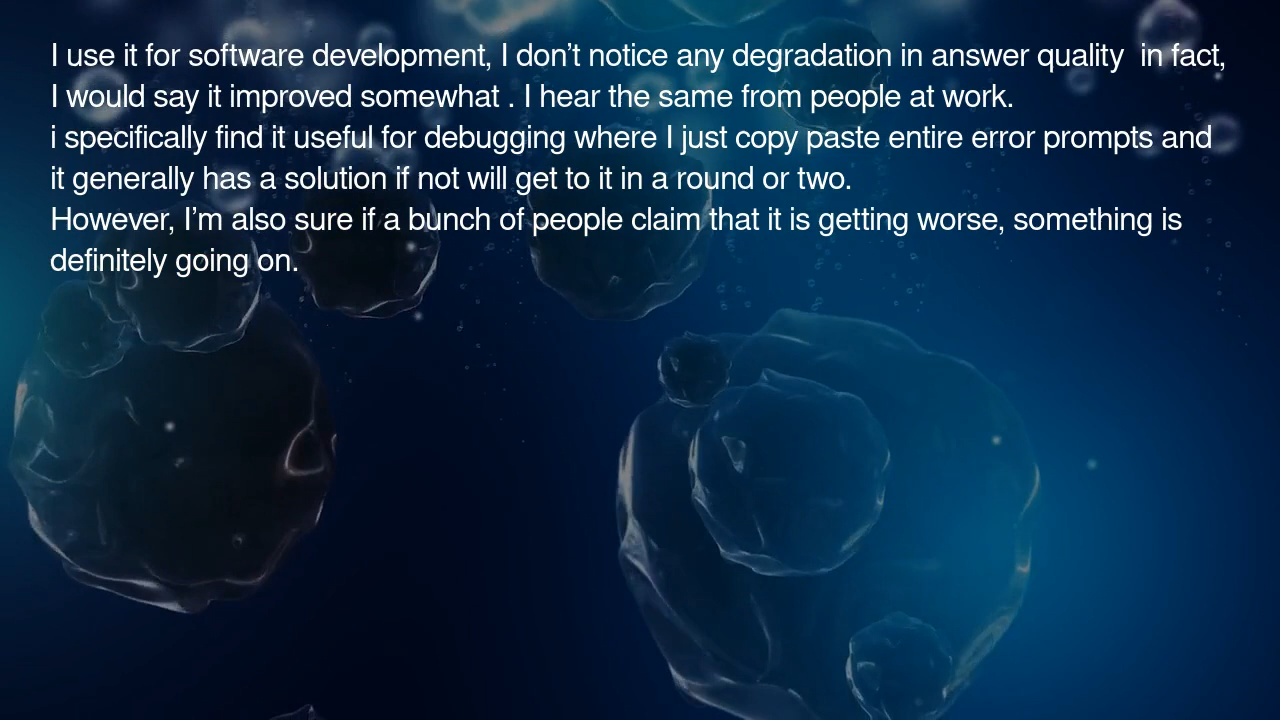 I use it for software development, I don’t notice any degradation in answer quality  in fact,
I would say it improved somewhat . I hear the same from people at work.
i specifically find it useful for debugging where I just copy paste entire error prompts and
it generally has a solution if not will get to it in a round or two.
However, I’m also sure if a bunch of people claim that it is getting worse, something is
definitely going on.